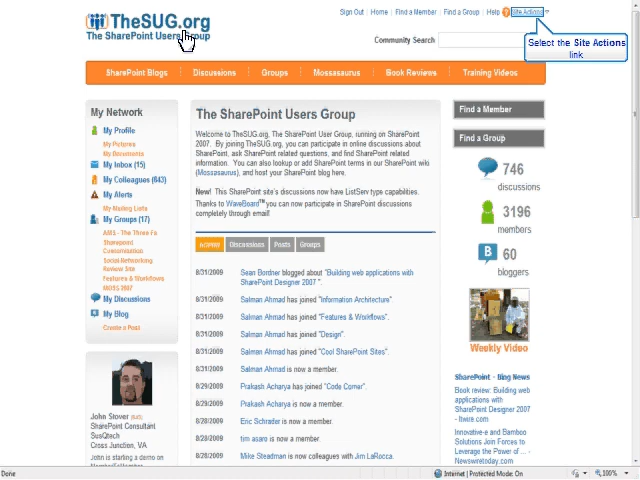 TheSUG.org
The SharePoint Users Group
Sign Out | Home | Find a Member | Find a Group | Help Site Actions
Community Search
Select the Site Actions link
SharePoint Blogs Discussions Groups Mossasaurus Book Reviews Training Videos
My Network
My Profile
My Pictures
My Documents
My Inbox (15)
My Colleagues (643)
My Alerts
My Mailing Lists
My Groups (17)
AMS - The Three Fs
Sharepoint
Customization
Social Networking
Review Site
Features & Workflows
MOSS 2007
My Discussions
My Blog
Create a Post
John Stover
SharePoint Consultant
SusQtech
Cross Junction, VA
John is starting a demo on
The SharePoint Users Group
Welcome to TheSUG.org, The SharePoint User Group, running on SharePoint
2007. By joining TheSUG.org, you can participate in online discussions about
SharePoint, ask SharePoint related questions, and find SharePoint related
information. You can also lookup or add SharePoint terms in our SharePoint wiki
(Mossasaurus), and host your SharePoint blog here.
New! This SharePoint site's discussions now have ListServ type capabilities.
Thanks to WaveBoard™ you can now participate in SharePoint discussions
completely through email!
Activity Discussions Posts Groups
8/31/2009 Sean Bordner blogged about "Building web applications with
SharePoint Designer 2007 ".
8/31/2009 Salman Ahmad has joined "Information Architecture".
8/31/2009 Salman Ahmad has joined "Features & Workflows".
8/31/2009 Salman Ahmad has joined "Design".
8/31/2009 Salman Ahmad has joined "Cool SharePoint Sites".
8/31/2009 Salman Ahmad is now a member.
8/29/2009 Prakash Acharya has joined "Code Corner".
8/29/2009 Prakash Acharya is now a member.
8/28/2009 Eric Schrader is now a member.
8/28/2009 tim asaro is now a member.
8/28/2009 Mike Steadman is now colleagues with Jim LaRocca.
Find a Member
Find a Group
746
discussions
3196
members
60
bloggers
Weekly Video
SharePoint - Bing News
Book review: Building web
applications with
SharePoint Designer 2007
- itwire.com
Innovative-e and Bamboo
Solutions Join Forces to
Leverage the Power of ... -
Newswiretoday.com
Done
Internet | Protected Mode: On
100%